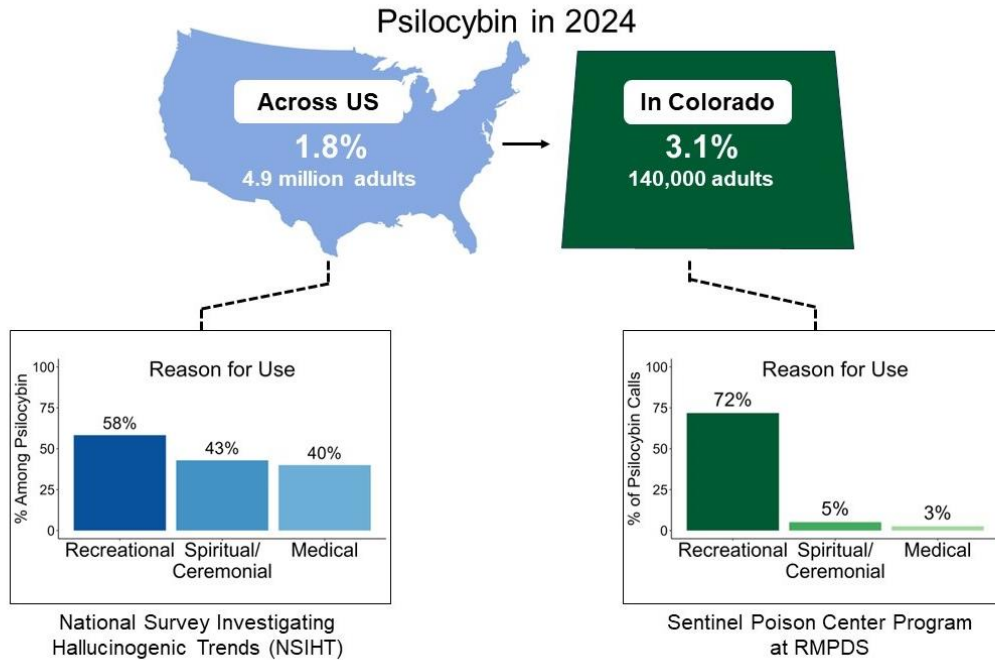 Psilocybin in 2024
Across US
1.8%
4.9 million adults
In Colorado
3.1%
140,000 adults
Reason for Use
% Among Psilocybin
100
75
50
25
0
58%
43%
40%
Recreational
Spiritual/
Ceremonial
Medical
National Survey Investigating
Hallucinogenic Trends (NSIHT)
Reason for Use
% of Psilocybin Calls
100
75
50
25
0
72%
5%
3%
Recreational
Spiritual/
Ceremonial
Medical
Sentinel Poison Center Program
at RMPDS